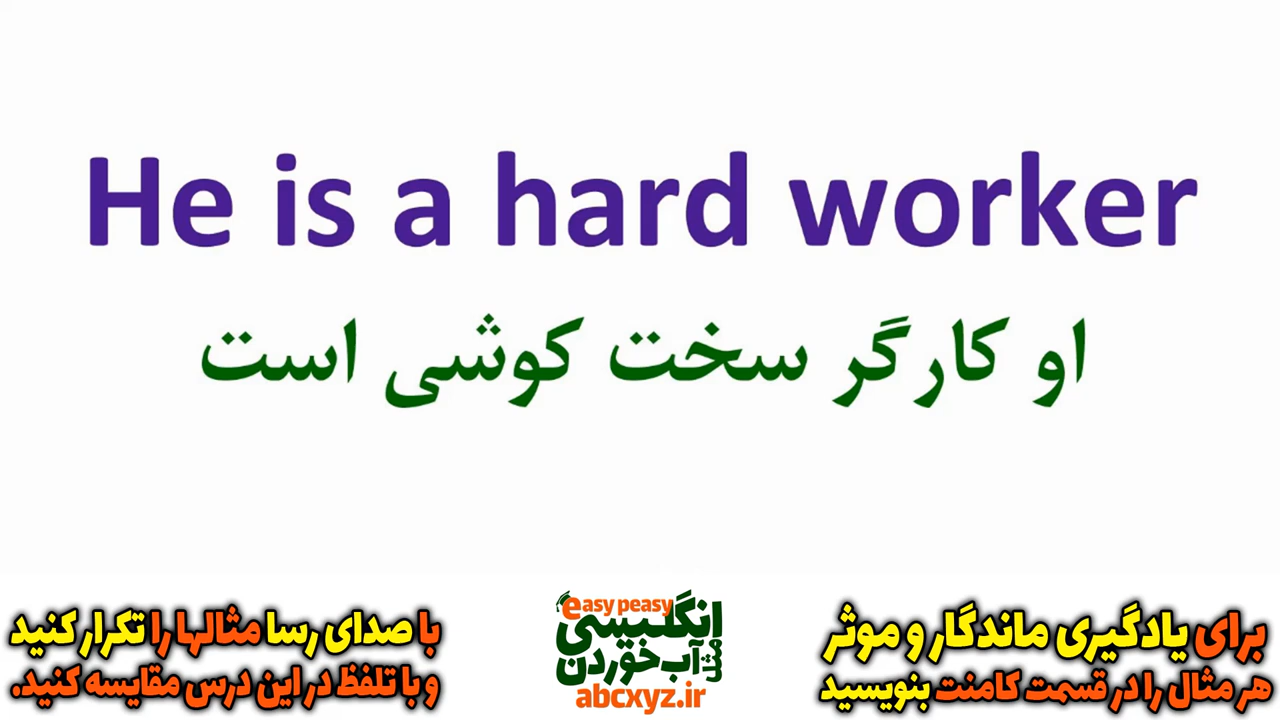 He is a hard worker
او کارگر سخت کوشی است
برای یادگیری ماندگار و موثر
هر مثال را در قسمت کامنت بنویسید
easy peasy
انگلیسی
مثل
آب خوردن
abcxyz.ir
با صدای رسا مثالها را تکرار کنید
و با تلفظ در این درس مقایسه کنید.